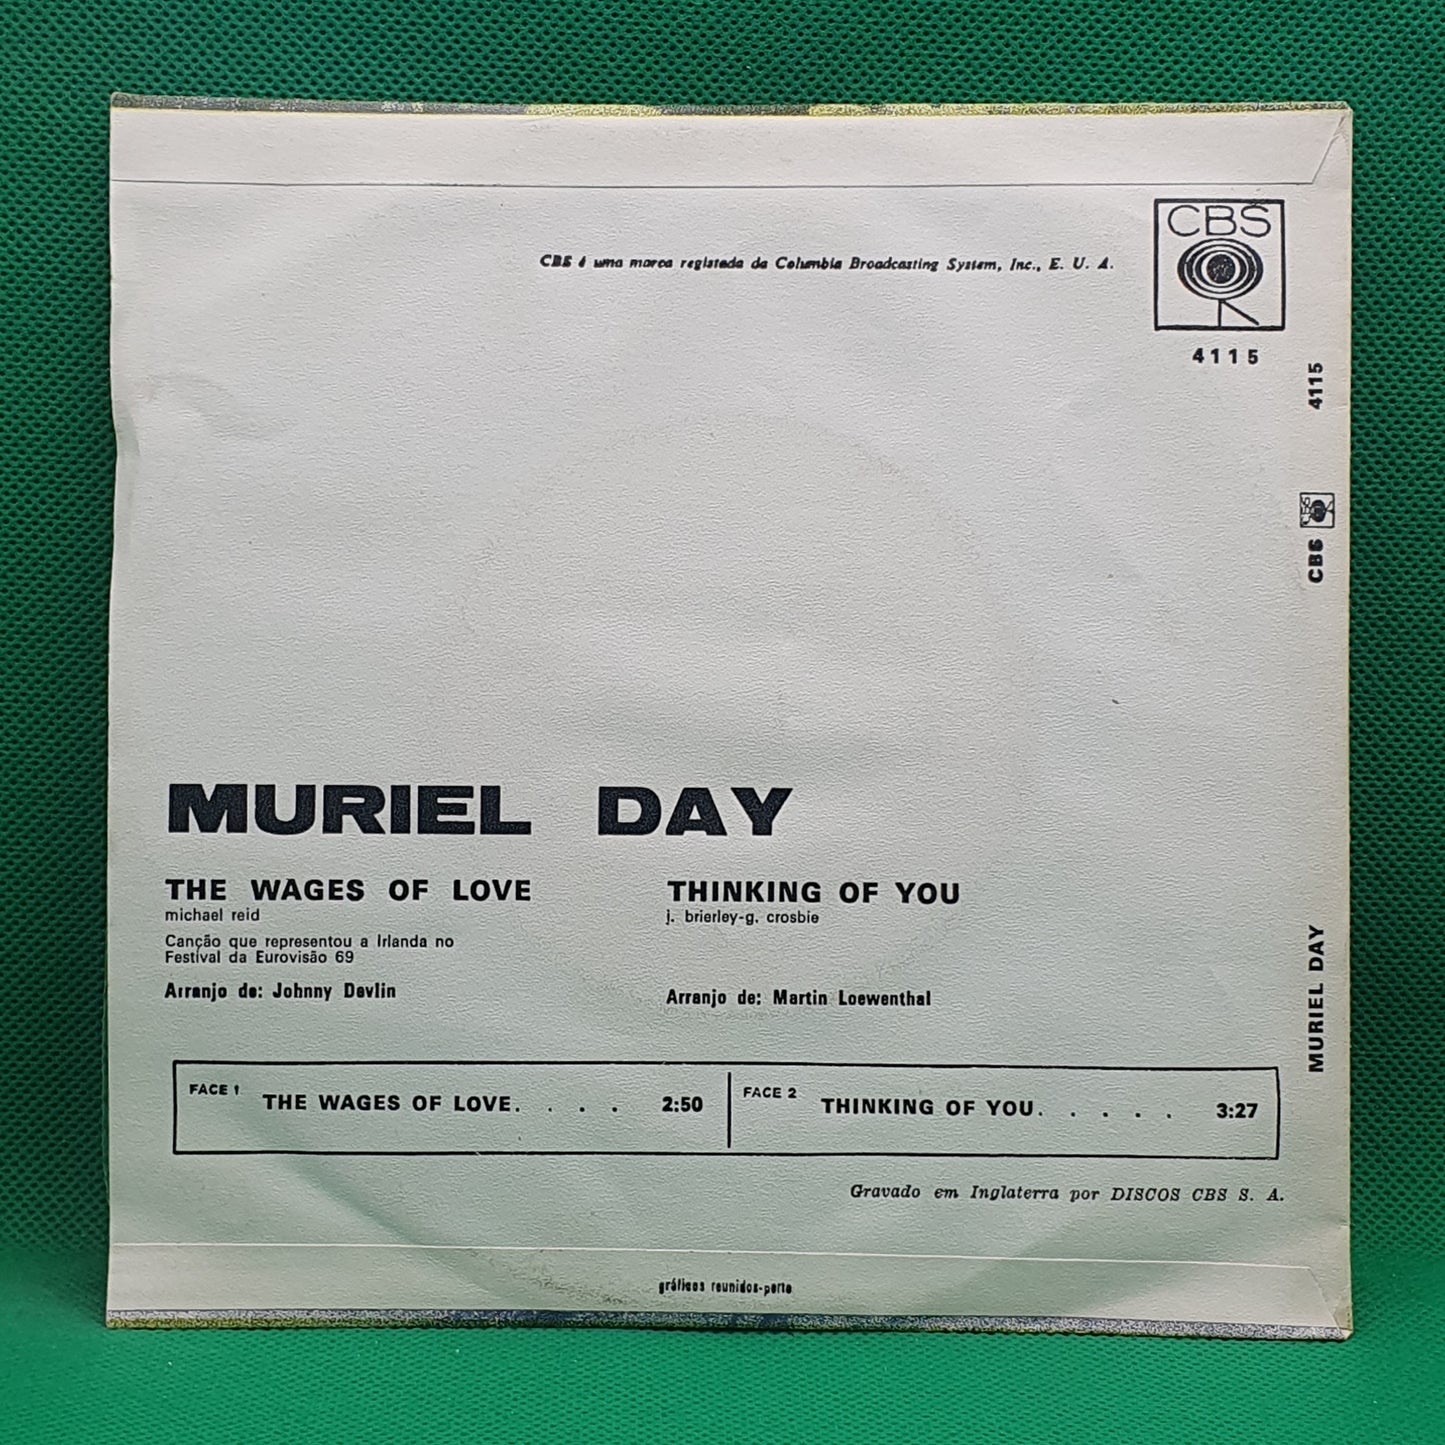 CBS
CBS é uma marca registada da Columbia Broadcasting System, Inc., E. U. A.
4115
4115
CBS
CBS
MURIEL DAY
MURIEL DAY
THE WAGES OF LOVE
michael reid
Canção que representou a Irlanda no
Festival da Eurovisão 69
Arranjo de: Johnny Devlin
THINKING OF YOU
j. brierley-g. crosbie
Arranjo de: Martin Loewenthal
FACE 1 THE WAGES OF LOVE. . . . 2:50
FACE 2 THINKING OF YOU. . . . . 3:27
Gravado em Inglaterra por DISCOS CBS S. A.
gráficos reunidos-porto